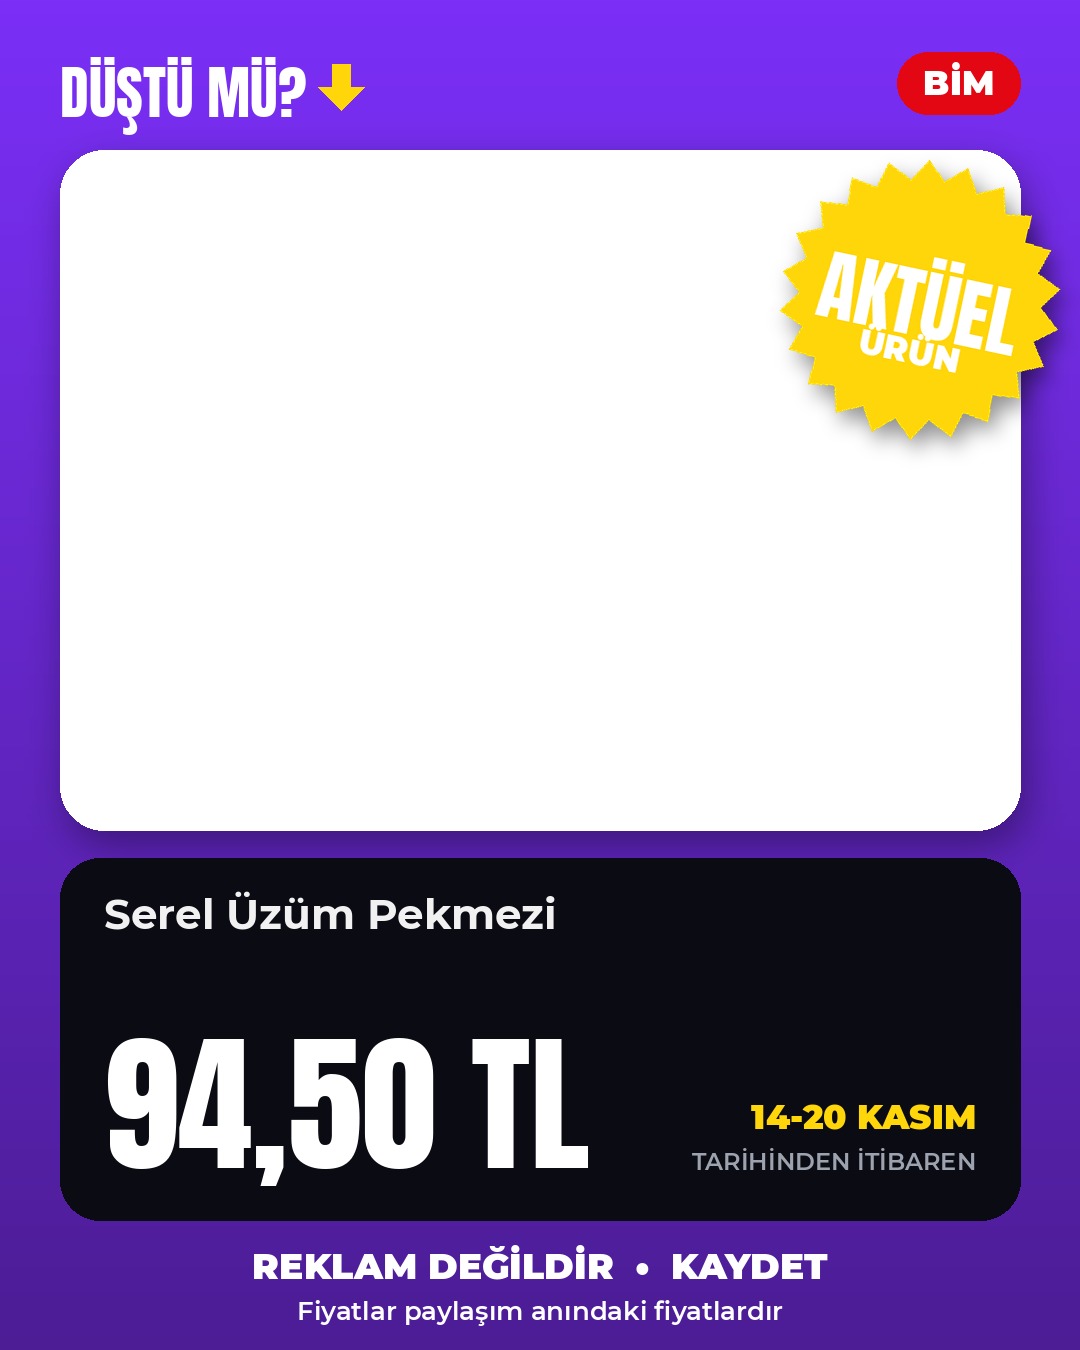 DÜŞTÜ MÜ?
BİM
AKTÜEL
ÜRÜN
Serel Üzüm Pekmezi
94,50 TL
14-20 KASIM
TARİHİNDEN İTİBAREN
REKLAM DEĞİLDİR • KAYDET
Fiyatlar paylaşım anındaki fiyatlardır